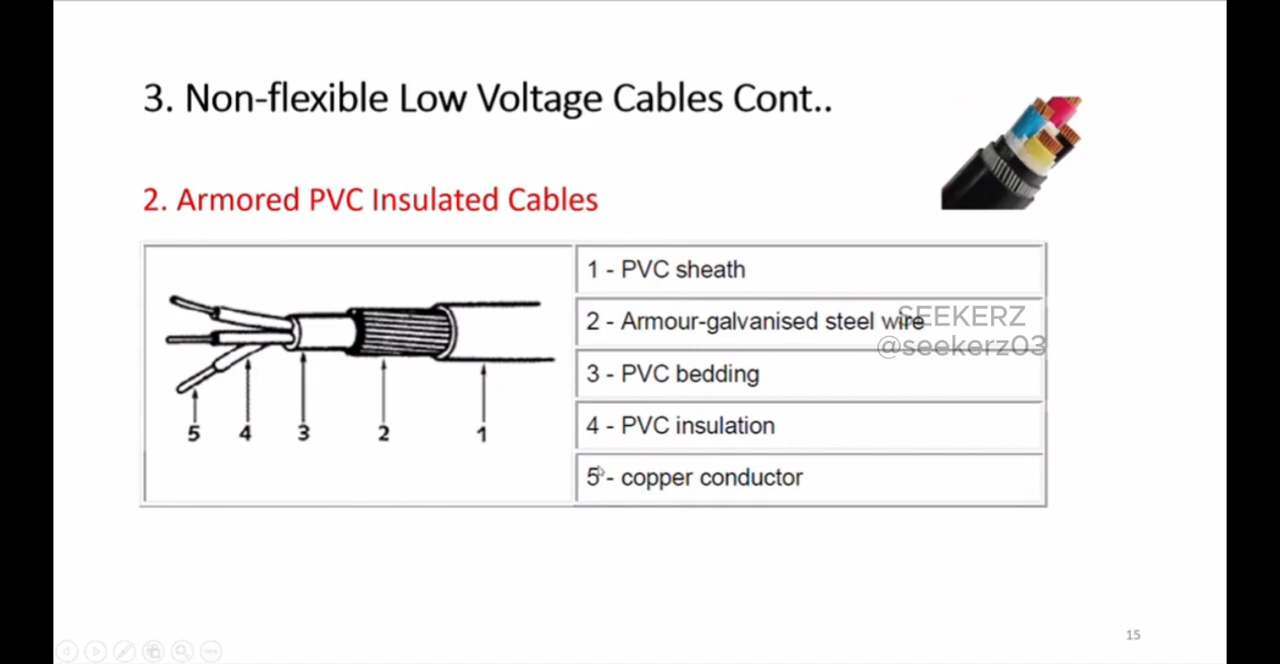 3. Non-flexible Low Voltage Cables Cont..
2. Armored PVC Insulated Cables
1 - PVC sheath
2 - Armour-galvanised steel wire
SEEKERZ
@seekerz03
3 - PVC bedding
4 - PVC insulation
5 - copper conductor
5 4 3 2 1
15